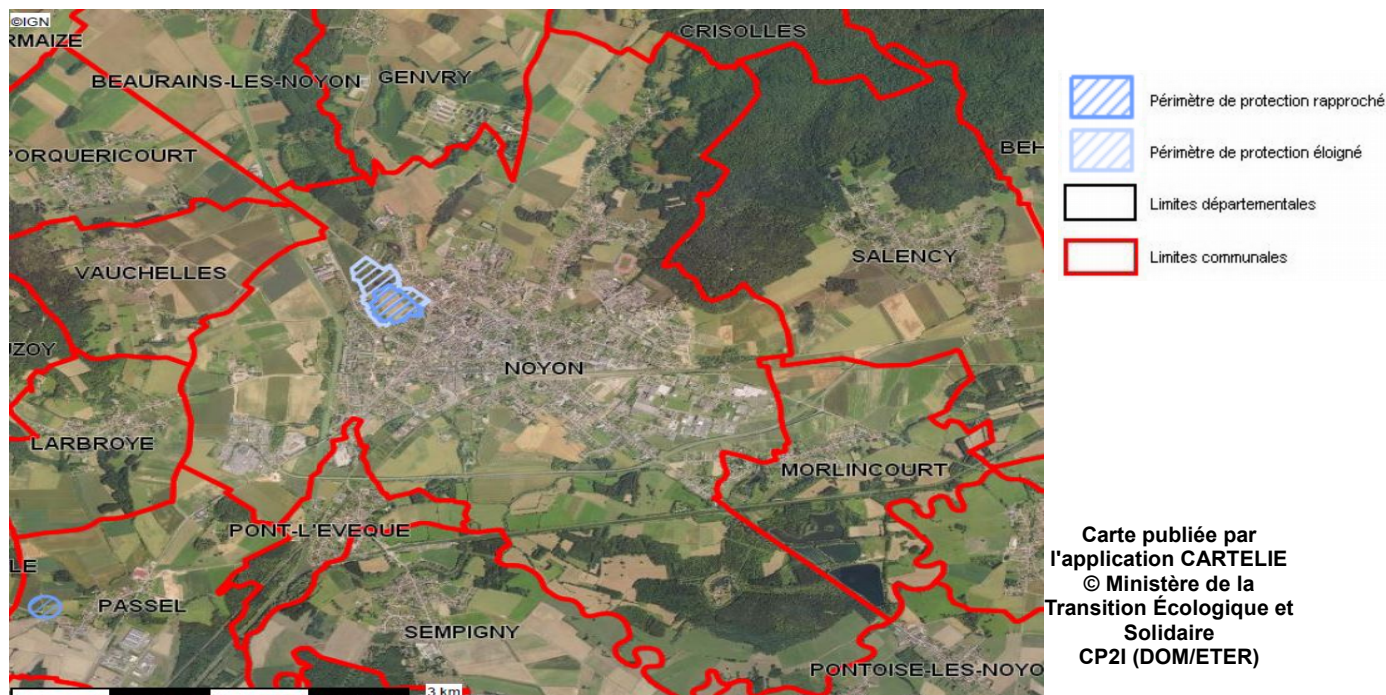 ©IGN
RMAIZE
CRISOLLES
BEAURAINS-LES-NOYON
GENVRY
PORQUERICOURT
BEH
VAUCHELLES
SALENCY
UZOY
NOYON
LARBROYE
MORLINCOURT
PONT-L'EVEQUE
LE
PASSEL
SEMPIGNY
PONTOISE-LES-NOYO
3 km
Périmètre de protection rapproché
Périmètre de protection éloigné
Limites départementales
Limites communales
Carte publiée par
l'application CARTELIE
© Ministère de la
Transition Écologique et
Solidaire
CP2I (DOM/ETER)